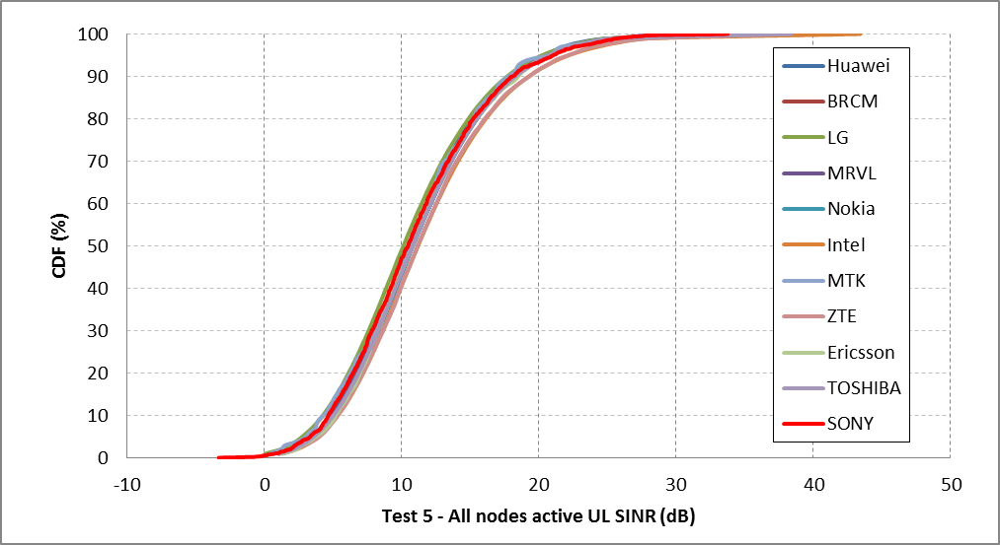 100
90
80
70
60
50
40
30
20
10
0
CDF (%)
-10 0 10 20 30 40 50
Test 5 - All nodes active UL SINR (dB)
Huawei
BRCM
LG
MRVL
Nokia
Intel
MTK
ZTE
Ericsson
TOSHIBA
SONY